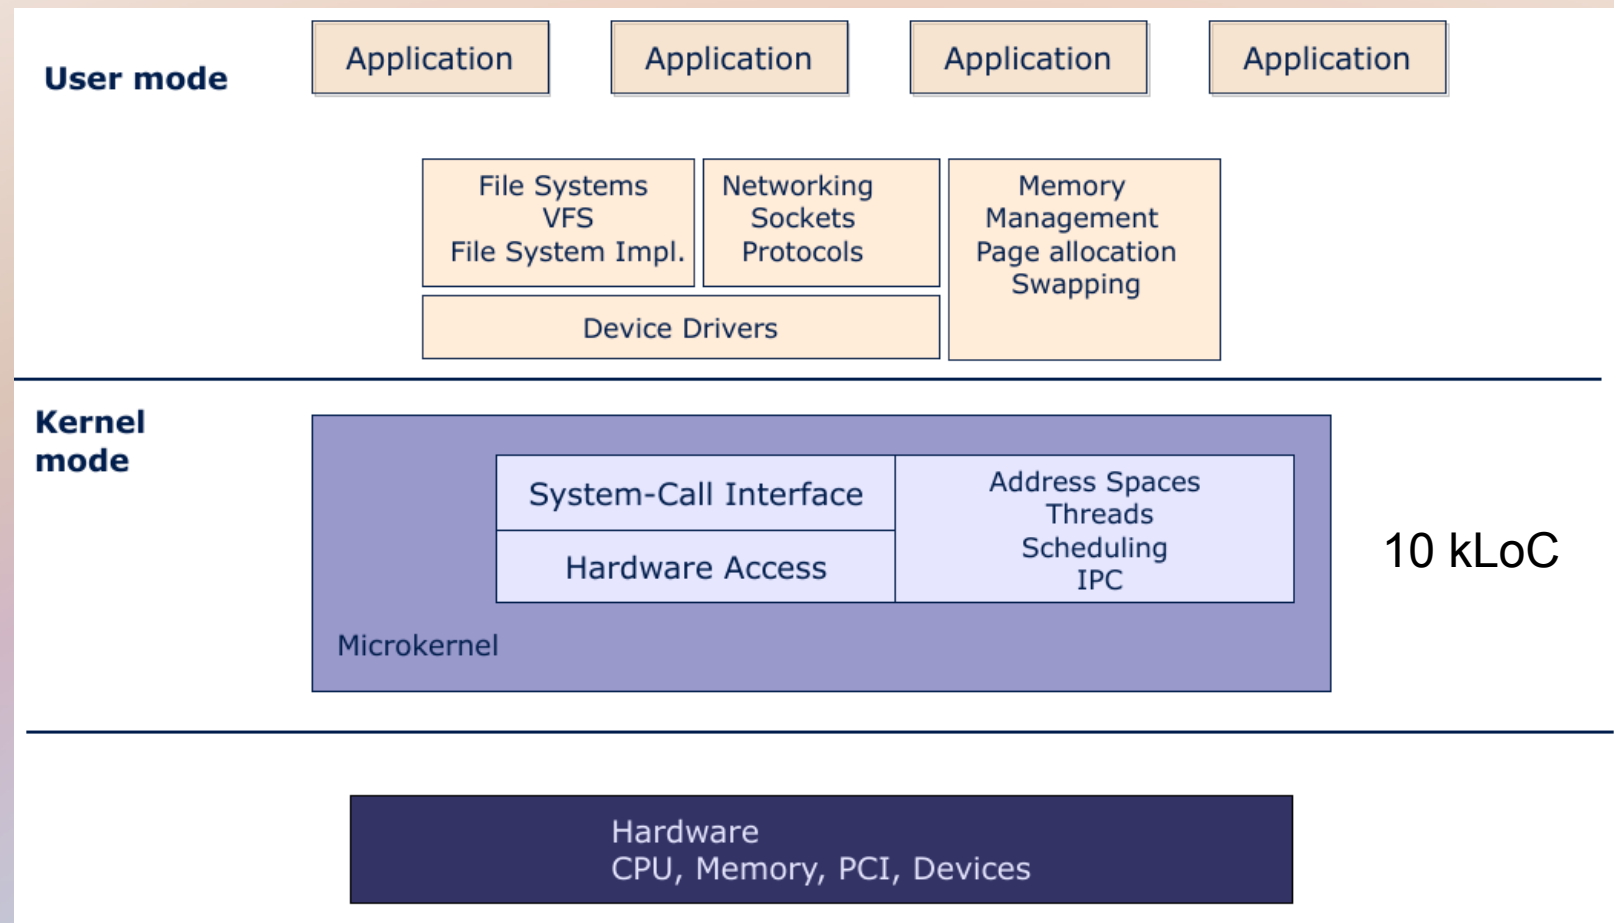 User mode
Application
Application
Application
Application
File Systems
VFS
File System Impl.
Networking
Sockets
Protocols
Memory
Management
Page allocation
Swapping
Device Drivers
Kernel
mode
System-Call Interface
Hardware Access
Address Spaces
Threads
Scheduling
IPC
Microkernel
10 kLoC
Hardware
CPU, Memory, PCI, Devices